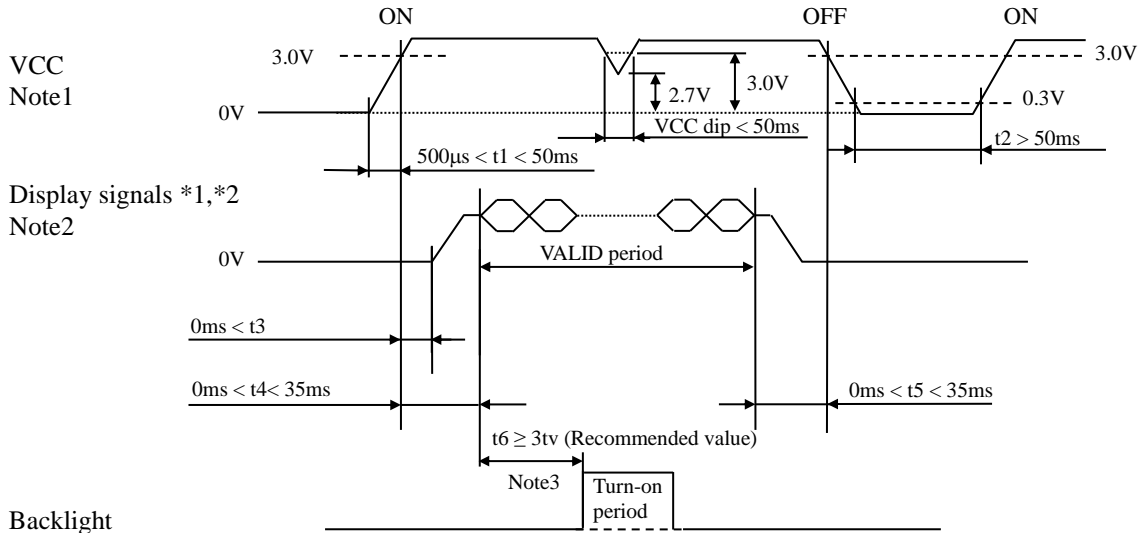 ON
OFF
ON
VCC
Note1
3.0V
3.0V
2.7V
3.0V
0V
0.3V
VCC dip < 50ms
500μs < t1 < 50ms
t2 > 50ms
Display signals *1,*2
Note2
0V
VALID period
0ms < t3
0ms < t4< 35ms
0ms < t5 < 35ms
t6 ≥ 3tv (Recommended value)
Note3
Turn-on
period
Backlight